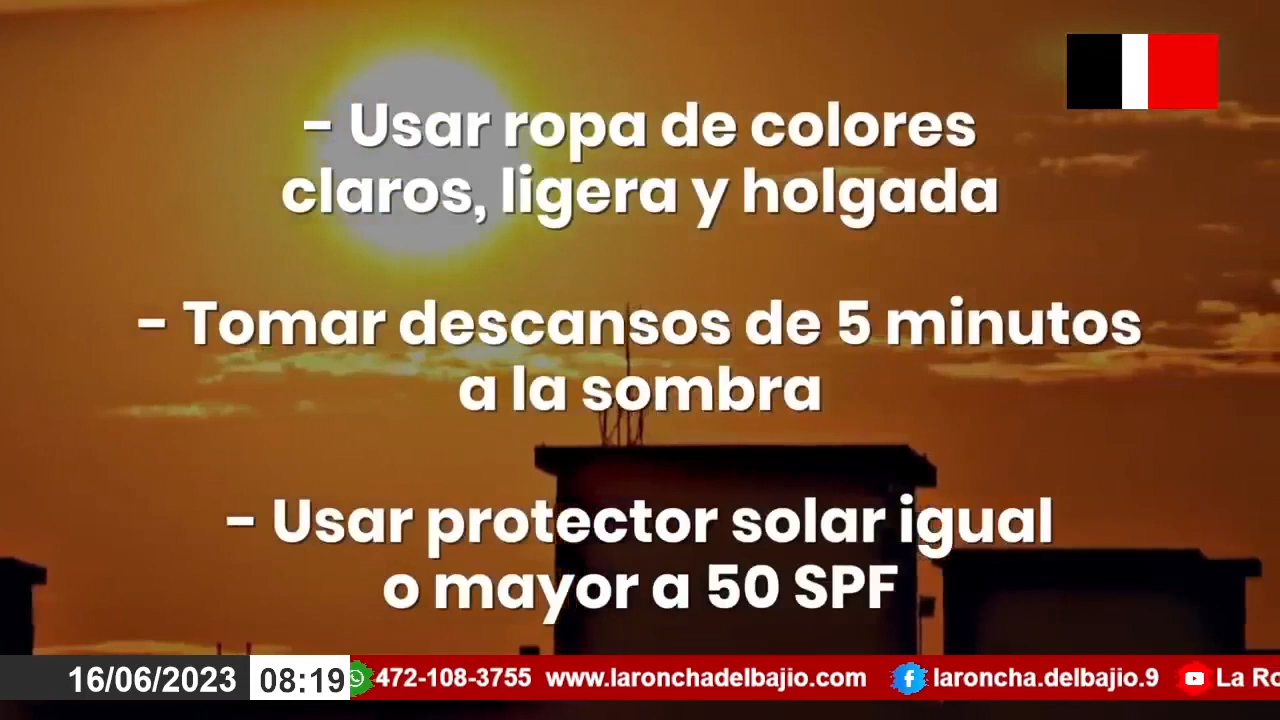 - Usar ropa de colores
claros, ligera y holgada
- Tomar descansos de 5 minutos
a la sombra
- Usar protector solar igual
o mayor a 50 SPF
16/06/2023 08:19 472-108-3755 www.laronchadelbajio.com laroncha.delbajio.9 La Ro